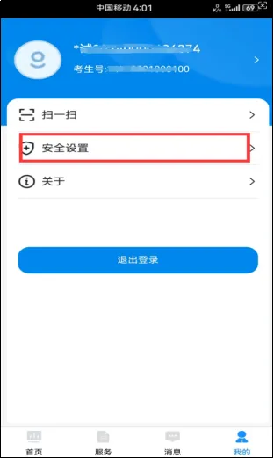 中国移动 4:01
考生号:
扫一扫
安全设置
关于
退出登录
首页
服务
消息
我的